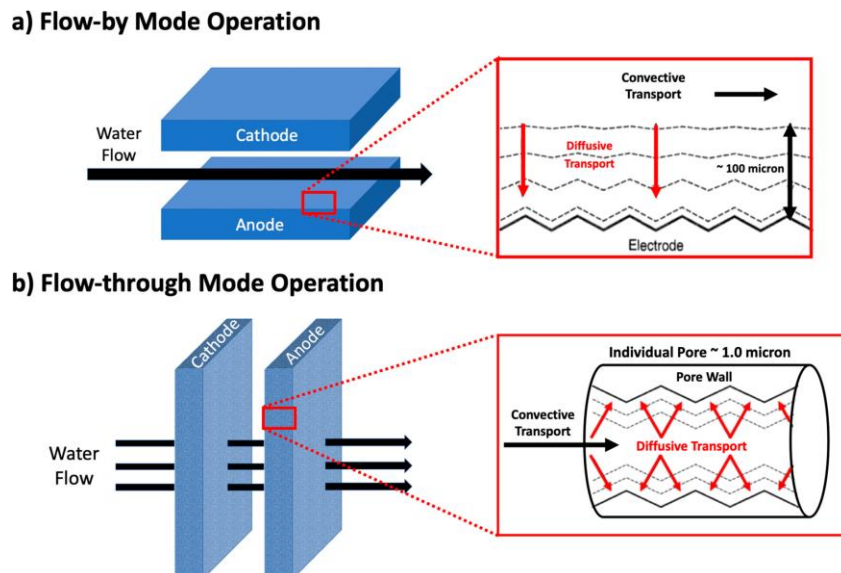 a) Flow-by Mode Operation
Water
Flow
Cathode
Anode
Convective
Transport
Diffusive
Transport
~ 100 micron
Electrode
b) Flow-through Mode Operation
Water
Flow
Cathode
Anode
Individual Pore ~ 1.0 micron
Pore Wall
Convective
Transport
Diffusive Transport